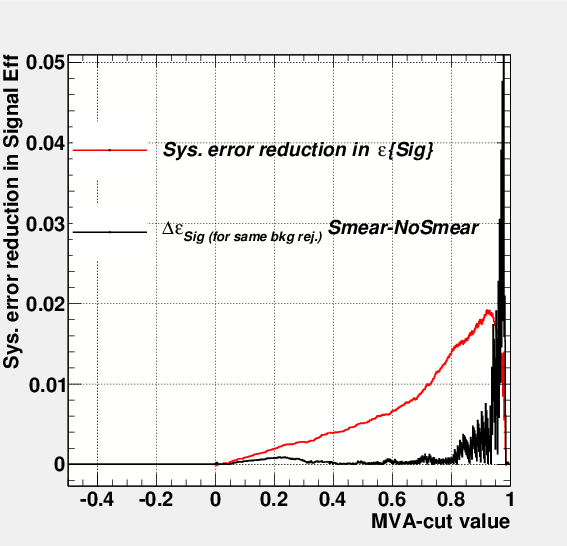 Sys. error reduction in Signal Eff
0.05
0.04
0.03
0.02
0.01
0
Sys. error reduction in ε{Sig}
Δε Sig (for same bkg rej.) Smear-NoSmear
-0.4 -0.2 0 0.2 0.4 0.6 0.8 1
MVA-cut value